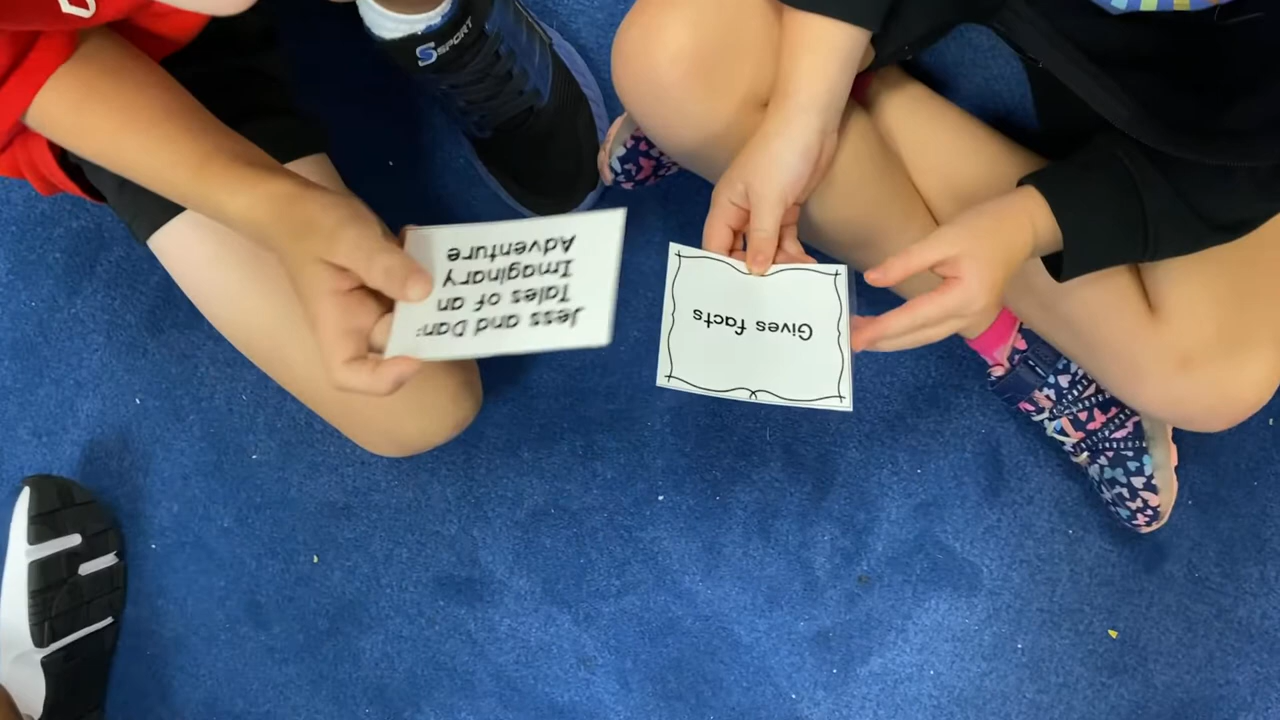 Jess and Dan:
Tales of an
Imaginary
Adventure
Gives facts
S SPORT